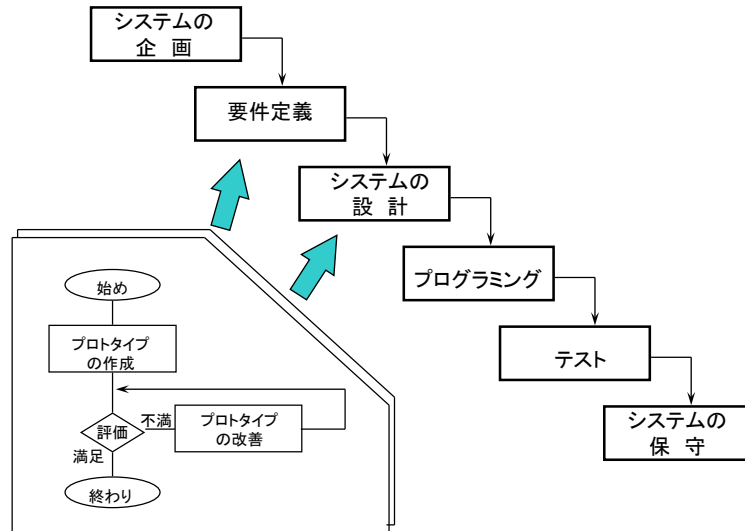 システムの
企 画
要件定義
システムの
設 計
プログラミング
テスト
システムの
保 守
始め
プロトタイプ
の作成
評価
不満
プロトタイプ
の改善
満足
終わり